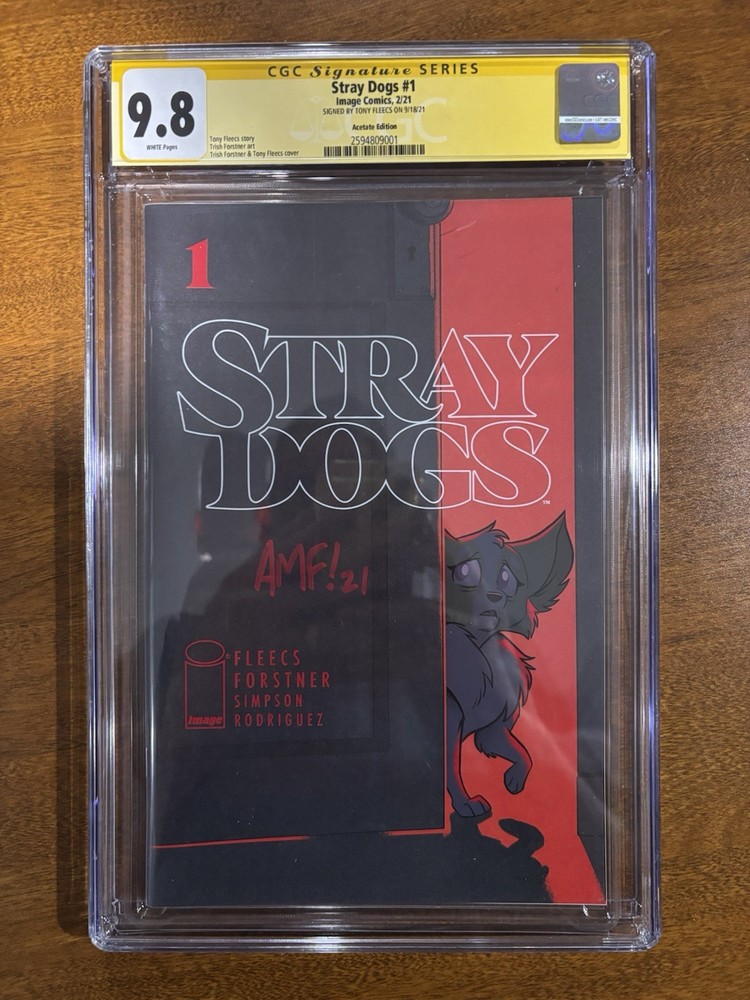 CGC Signature SERIES
9.8
WHITE Pages
Stray Dogs #1
Image Comics, 2/21
SIGNED BY TONY FLEECS ON 9/18/21
Acetate Edition
2594809001
Tony Fleecs story
Trish Forstner art
Trish Forstner & Tony Fleecs cover
1
STRAY
DOGS™
AMF! 21
FLEECS
FORSTNER
SIMPSON
RODRIGUEZ
image